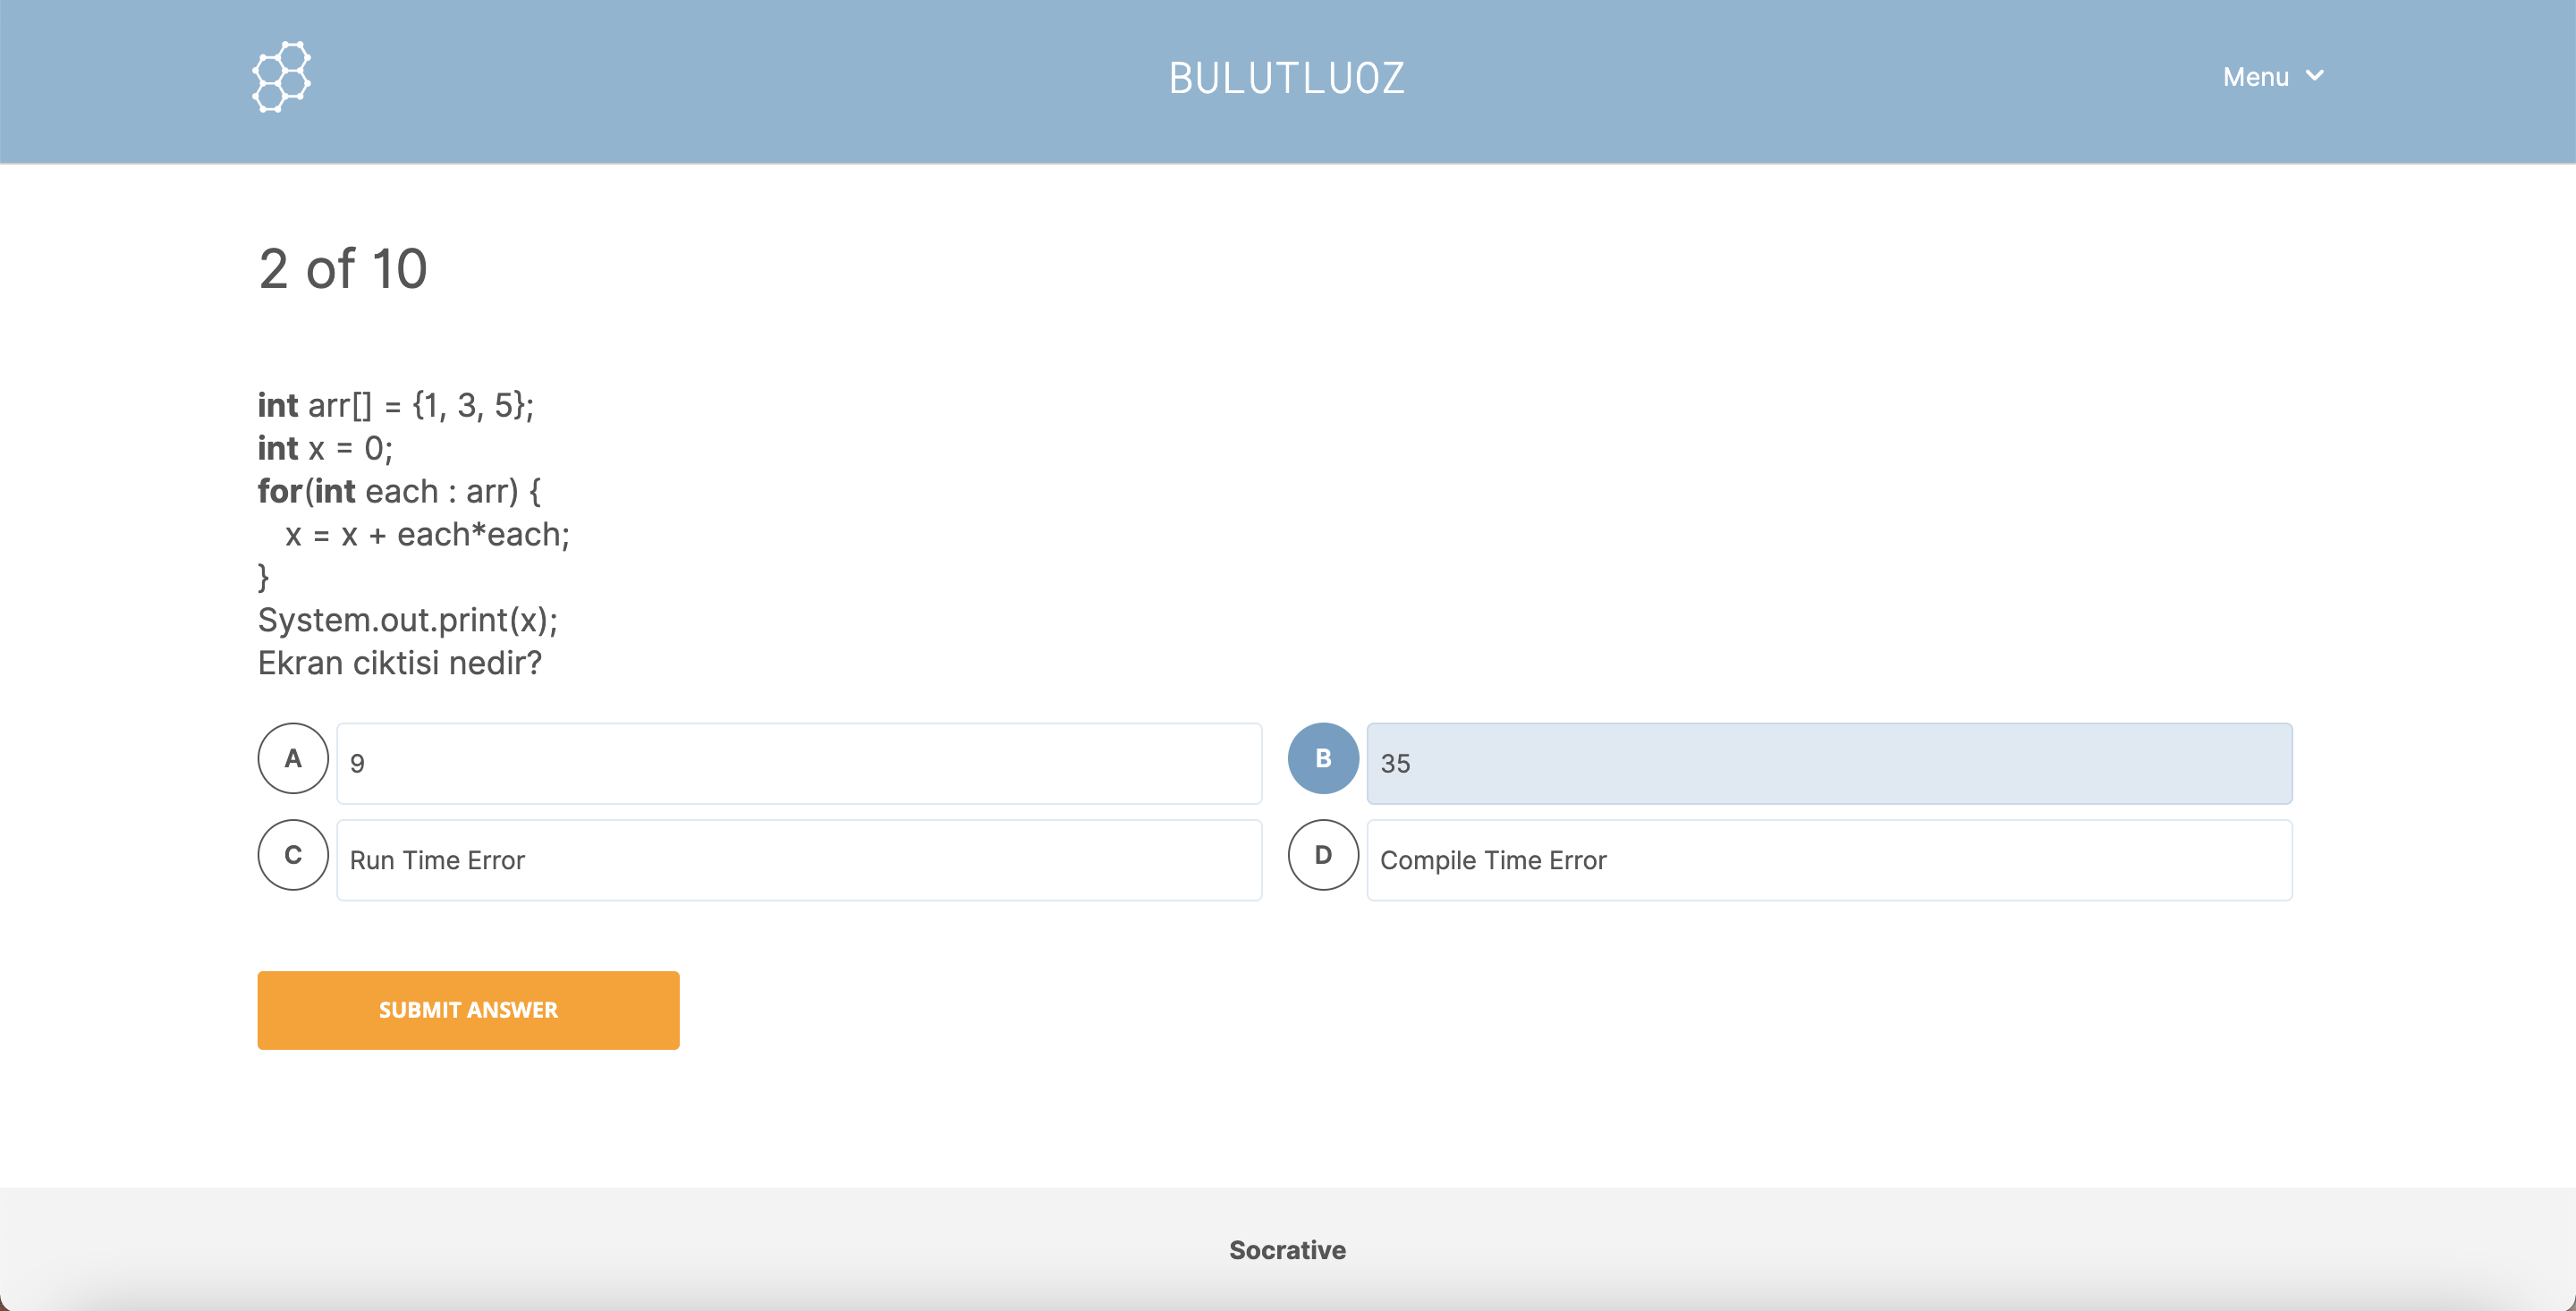 BULUTLUOZ
Menu
2 of 10
int arr[] = {1, 3, 5};
int x = 0;
for(int each : arr) {
x = x + each*each;
}
System.out.print(x);
Ekran ciktisi nedir?
A 9
B 35
C Run Time Error
D Compile Time Error
SUBMIT ANSWER
Socrative